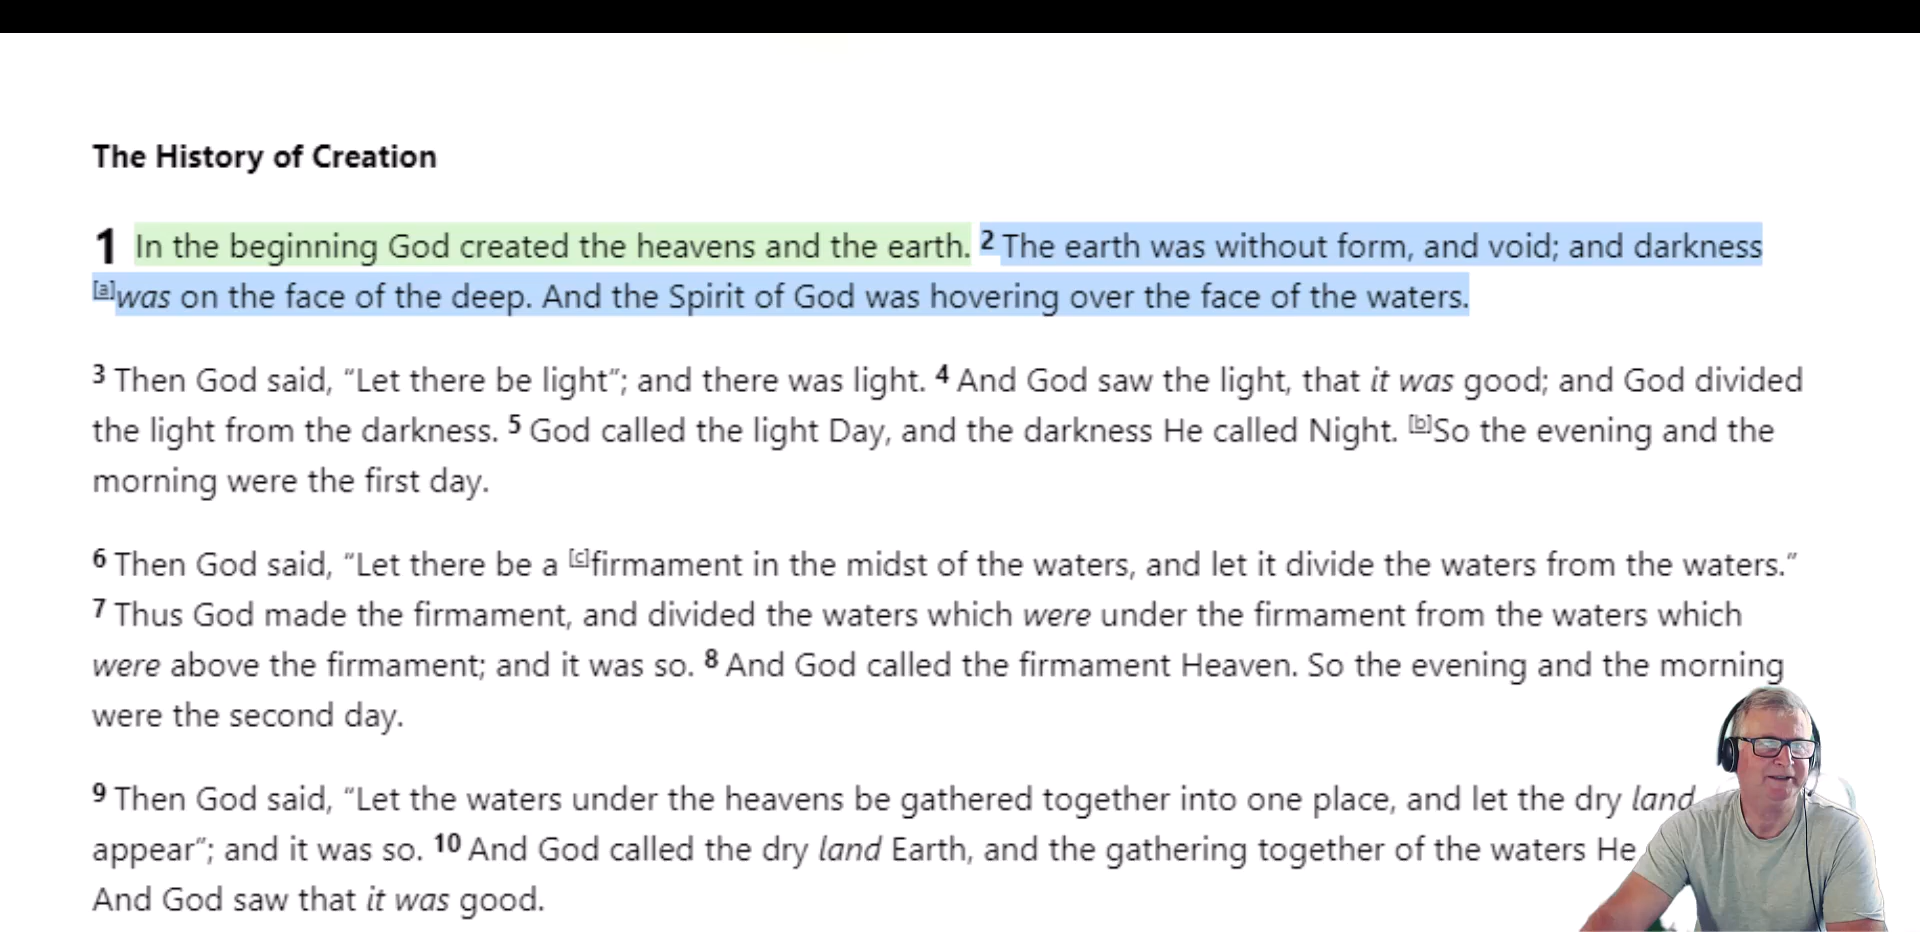 The History of Creation
1 In the beginning God created the heavens and the earth. 2 The earth was without form, and void; and darkness
[a]was on the face of the deep. And the Spirit of God was hovering over the face of the waters.
3 Then God said, “Let there be light”; and there was light. 4 And God saw the light, that it was good; and God divided
the light from the darkness. 5 God called the light Day, and the darkness He called Night. [b]So the evening and the
morning were the first day.
6 Then God said, “Let there be a [c]firmament in the midst of the waters, and let it divide the waters from the waters.”
7 Thus God made the firmament, and divided the waters which were under the firmament from the waters which
were above the firmament; and it was so. 8 And God called the firmament Heaven. So the evening and the morning
were the second day.
9 Then God said, “Let the waters under the heavens be gathered together into one place, and let the dry land
appear”; and it was so. 10 And God called the dry land Earth, and the gathering together of the waters He
And God saw that it was good.